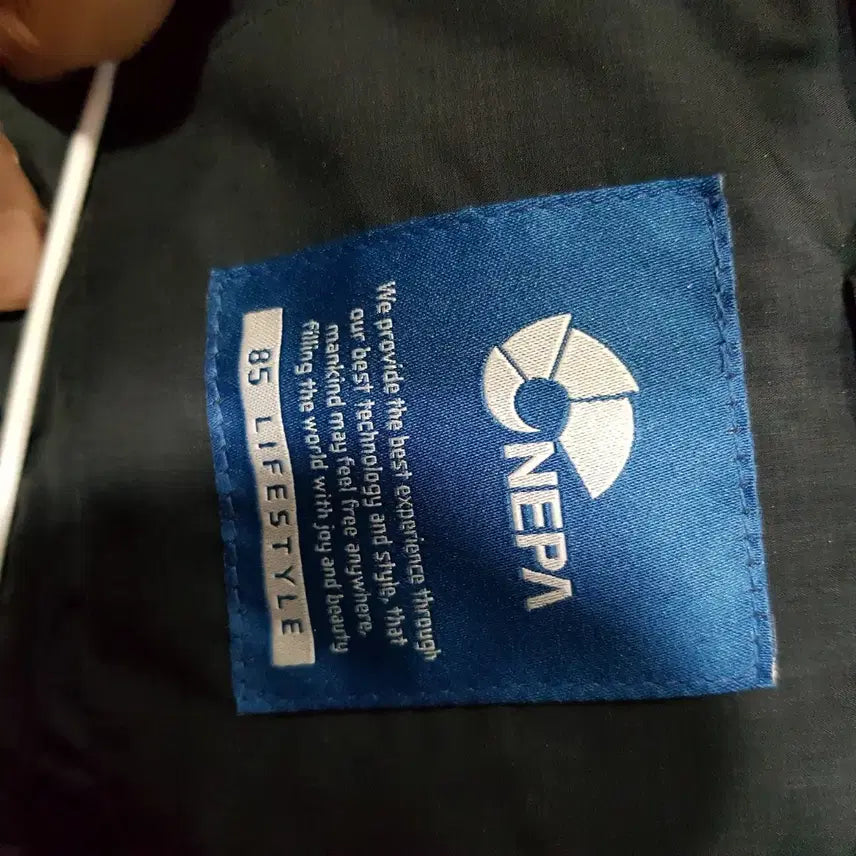 NEPA
We provide the best experience through
our best technology and style, that
mankind may feel free anywhere,
filling the world with joy and beauty
85 LIFESTYLE